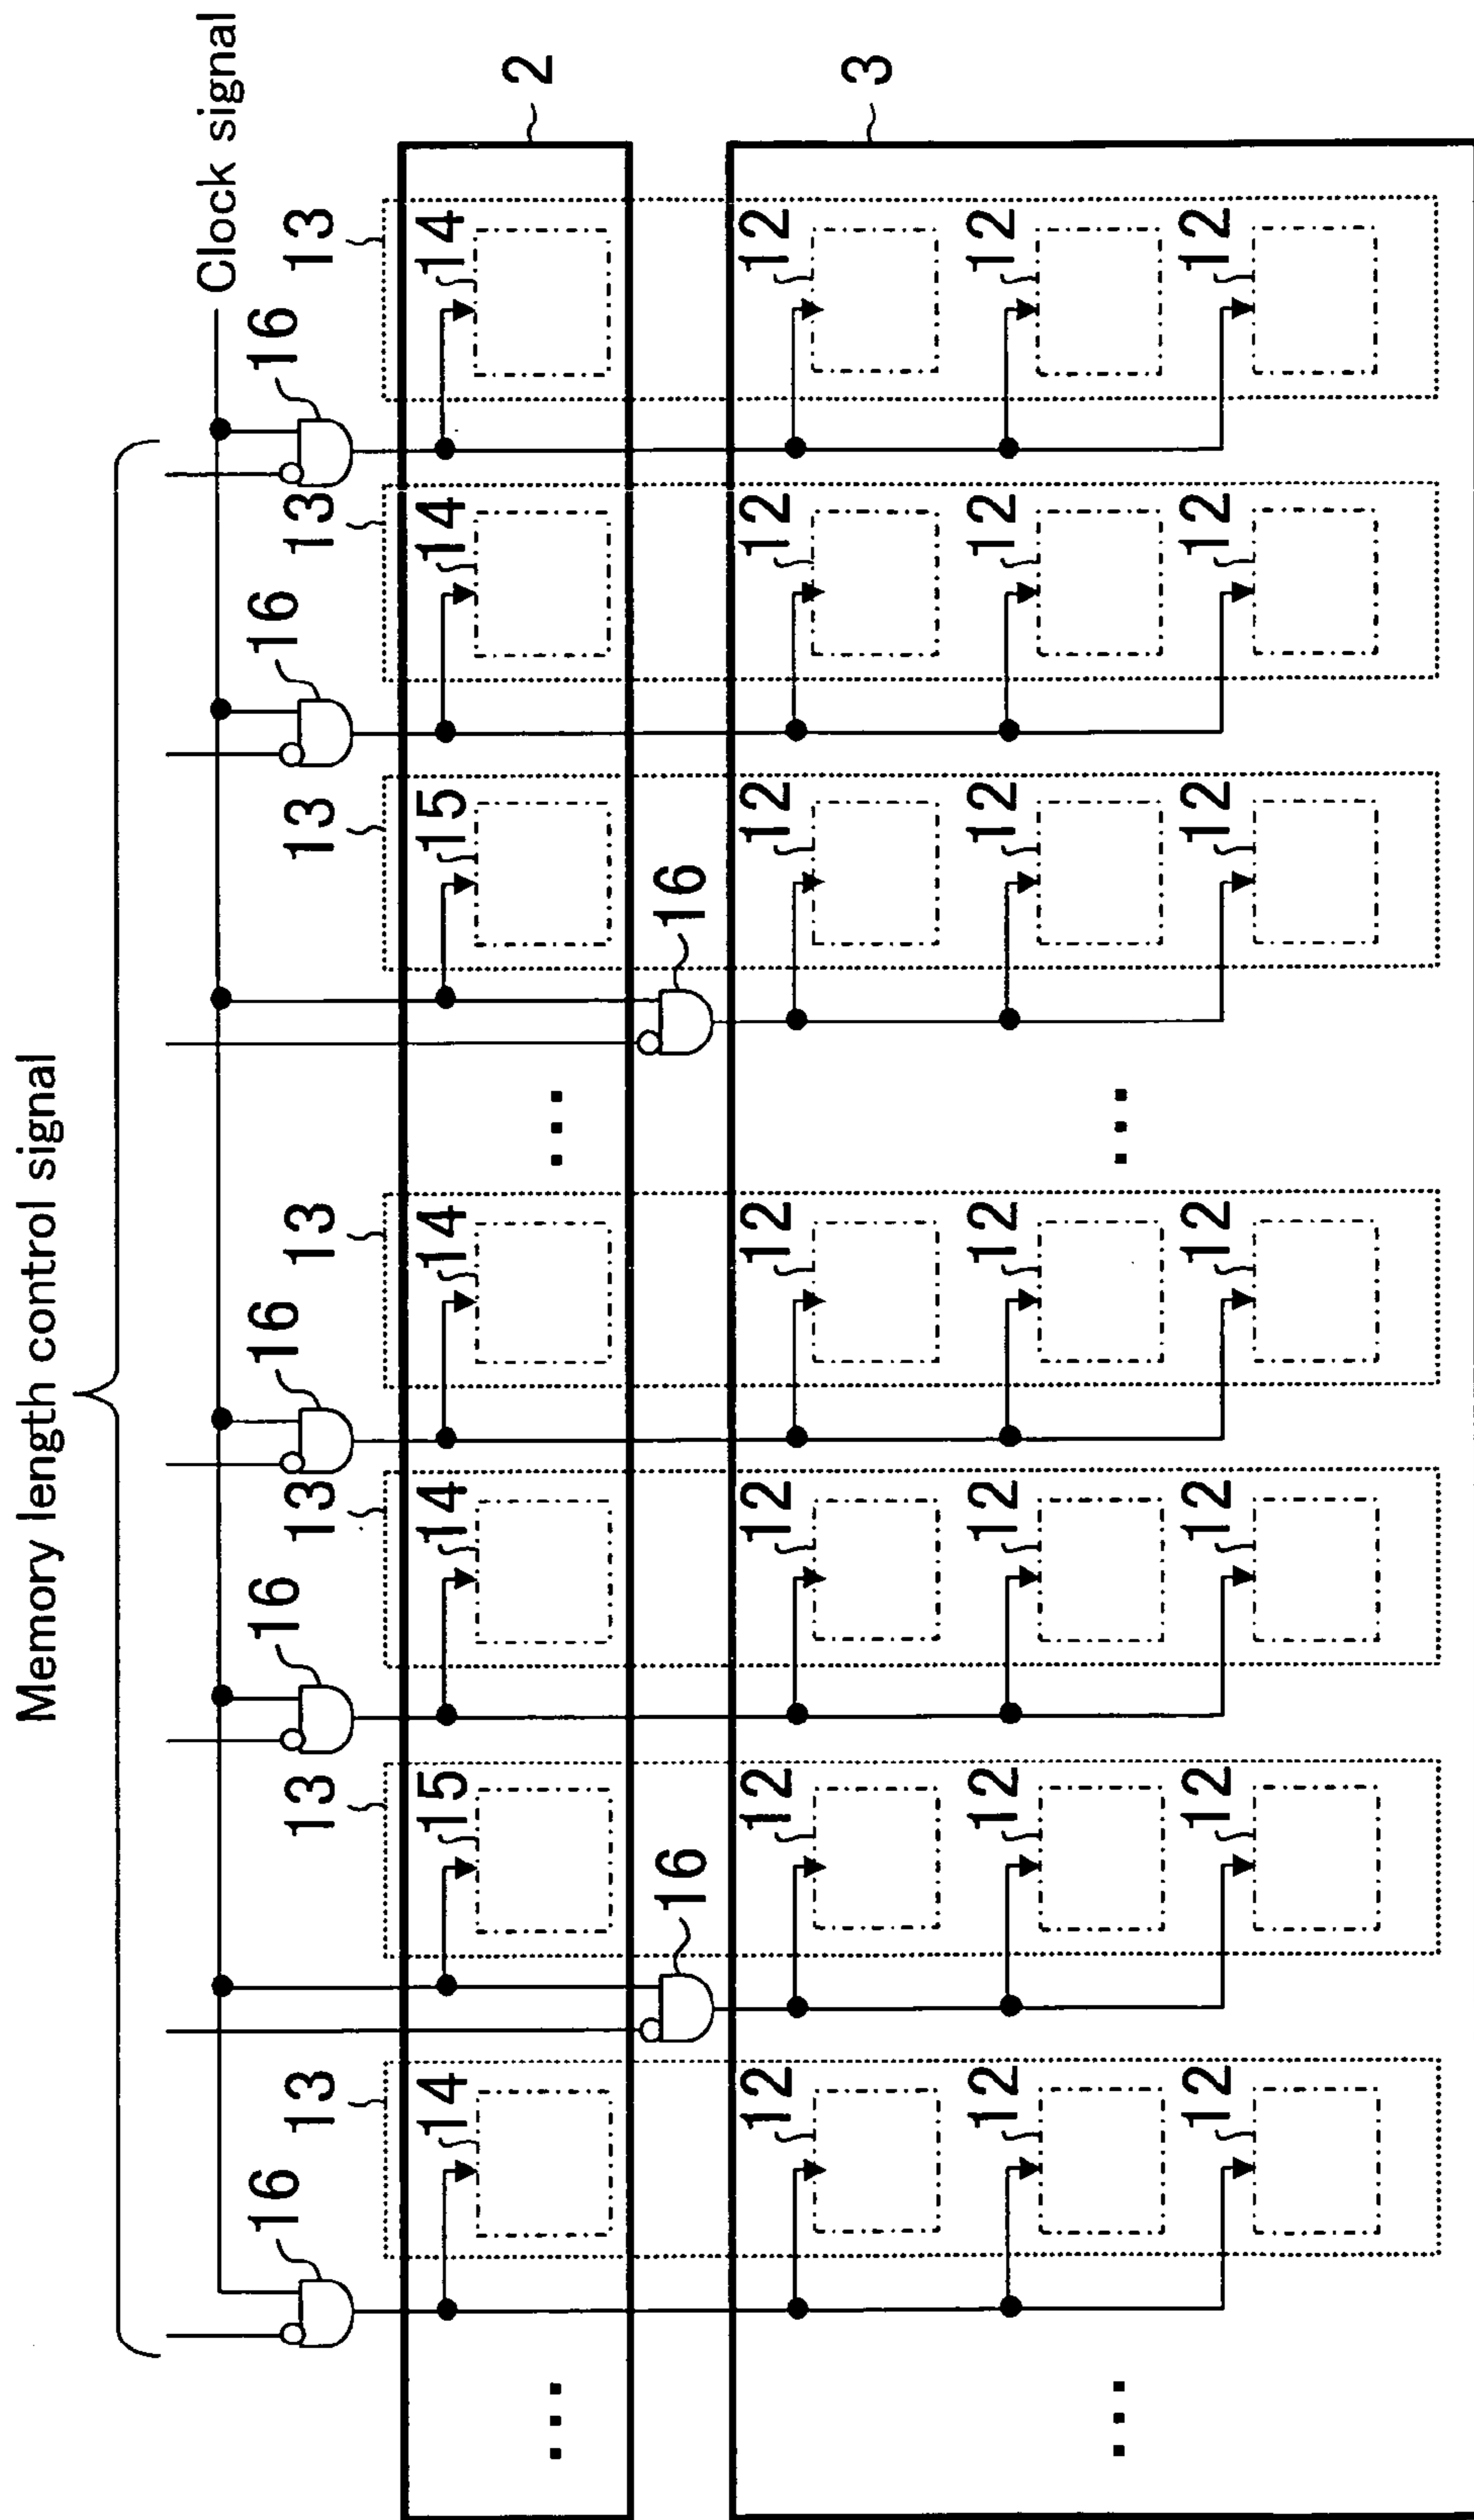 Memory length control signal
Clock signal
16 16 16 16 16
13 13 13 13 13 13 13
14 15 14 14 15 14 14
2
16 16
12 12 12 12 12 12 12
3
12 12 12 12 12 12 12
12 12 12 12 12 12 12